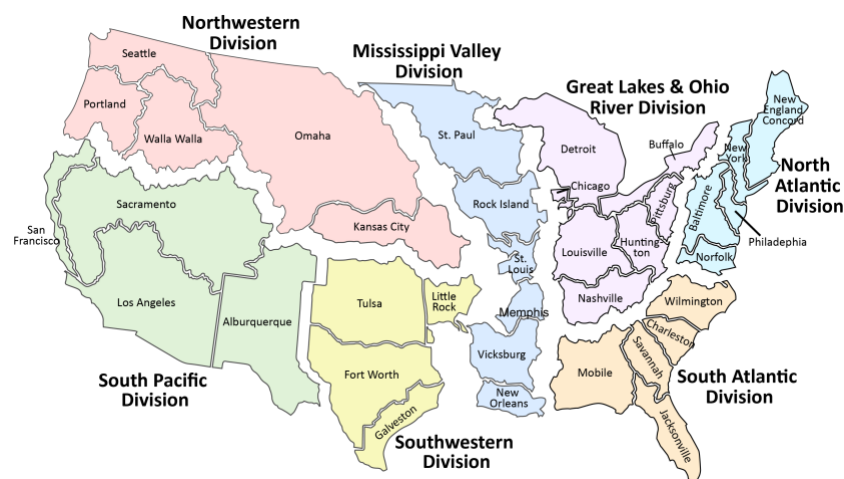 Northwestern
Division
Seattle
Portland
Walla Walla
Omaha
Kansas City
Mississippi Valley
Division
St. Paul
Rock Island
St.
Louis
Memphis
Vicksburg
New
Orleans
Great Lakes & Ohio
River Division
Detroit
Buffalo
Chicago
Pittsburg
Louisville
Hunting-
ton
Nashville
New
England
Concord
New
York
North
Atlantic
Division
Baltimore
Philadephia
Norfolk
San
Francisco
Sacramento
Los Angeles
Alburquerque
South Pacific
Division
Tulsa
Little
Rock
Fort Worth
Galveston
Southwestern
Division
Wilmington
Charleston
Savannah
Mobile
Jacksonville
South Atlantic
Division